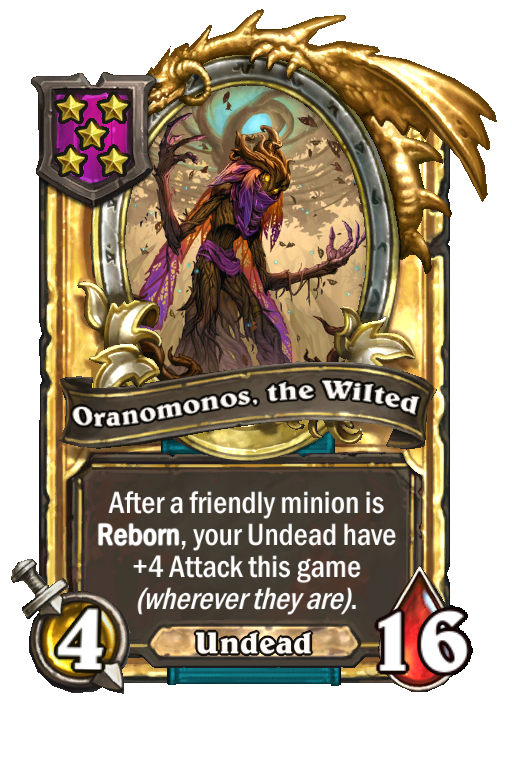 Oranomonos, the Wilted
After a friendly minion is
Reborn, your Undead have
+4 Attack this game
(wherever they are).
4
Undead
16